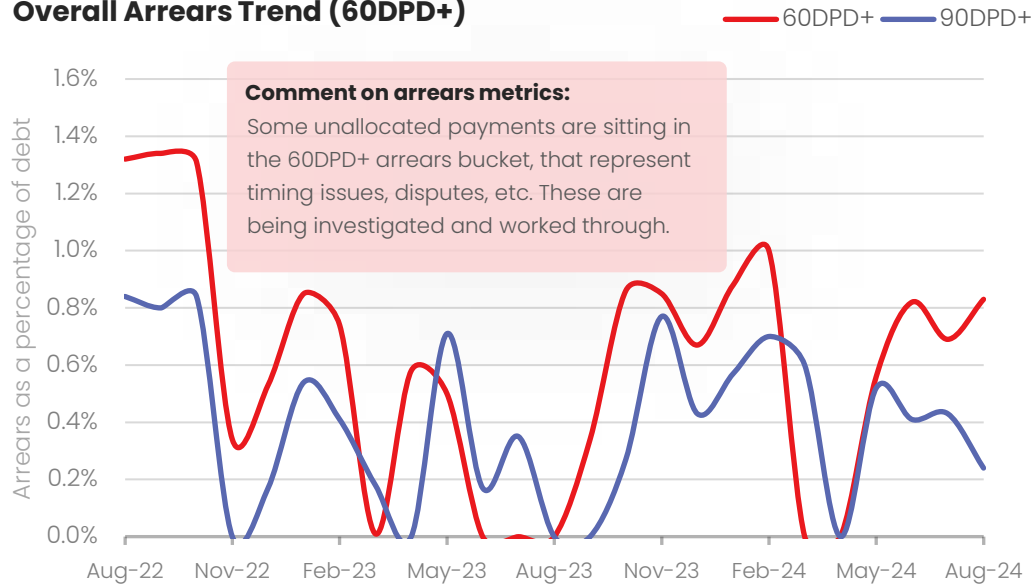 Overall Arrears Trend (60DPD+)
60DPD+ 90DPD+
Arrears as a percentage of debt
1.6%
1.4%
1.2%
1.0%
0.8%
0.6%
0.4%
0.2%
0.0%
Comment on arrears metrics:
Some unallocated payments are sitting in
the 60DPD+ arrears bucket, that represent
timing issues, disputes, etc. These are
being investigated and worked through.
Aug-22 Nov-22 Feb-23 May-23 Aug-23 Nov-23 Feb-24 May-24 Aug-24